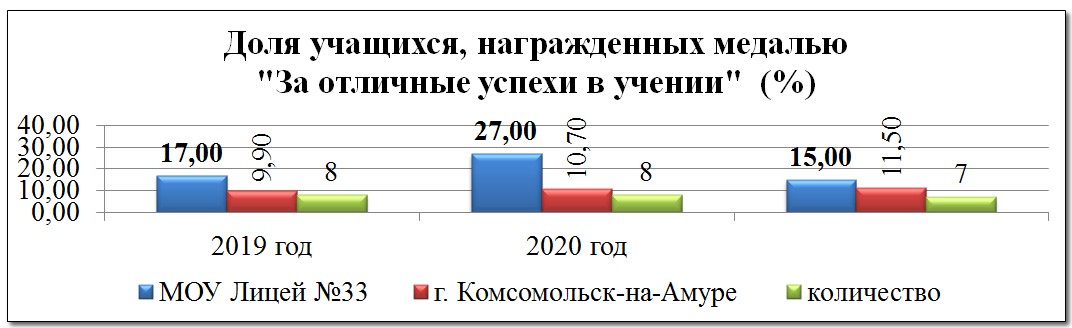 Доля учащихся, награжденных медалью
"За отличные успехи в учении" (%)
40,00
30,00
20,00
10,00
0,00
17,00
9,90
8
27,00
10,70
8
15,00
11,50
7
2019 год
2020 год
МОУ Лицей №33
г. Комсомольск-на-Амуре
количество